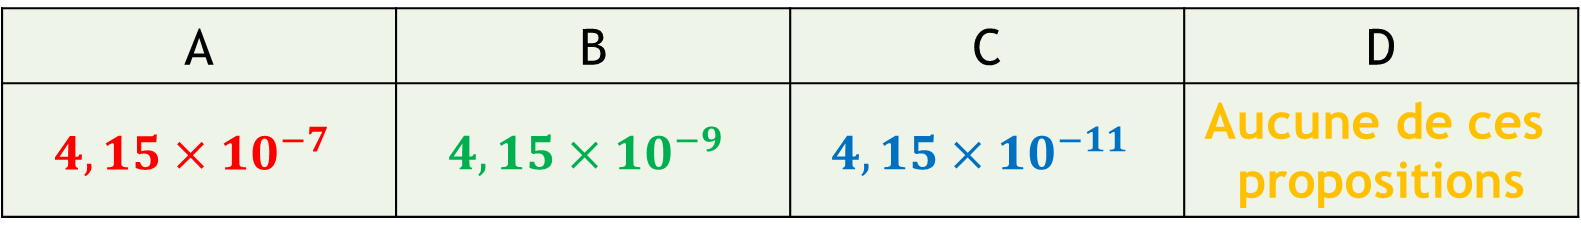 A B C D
4,15 × 10⁻⁷ 4,15 × 10⁻⁹ 4,15 × 10⁻¹¹ Aucune de ces
propositions